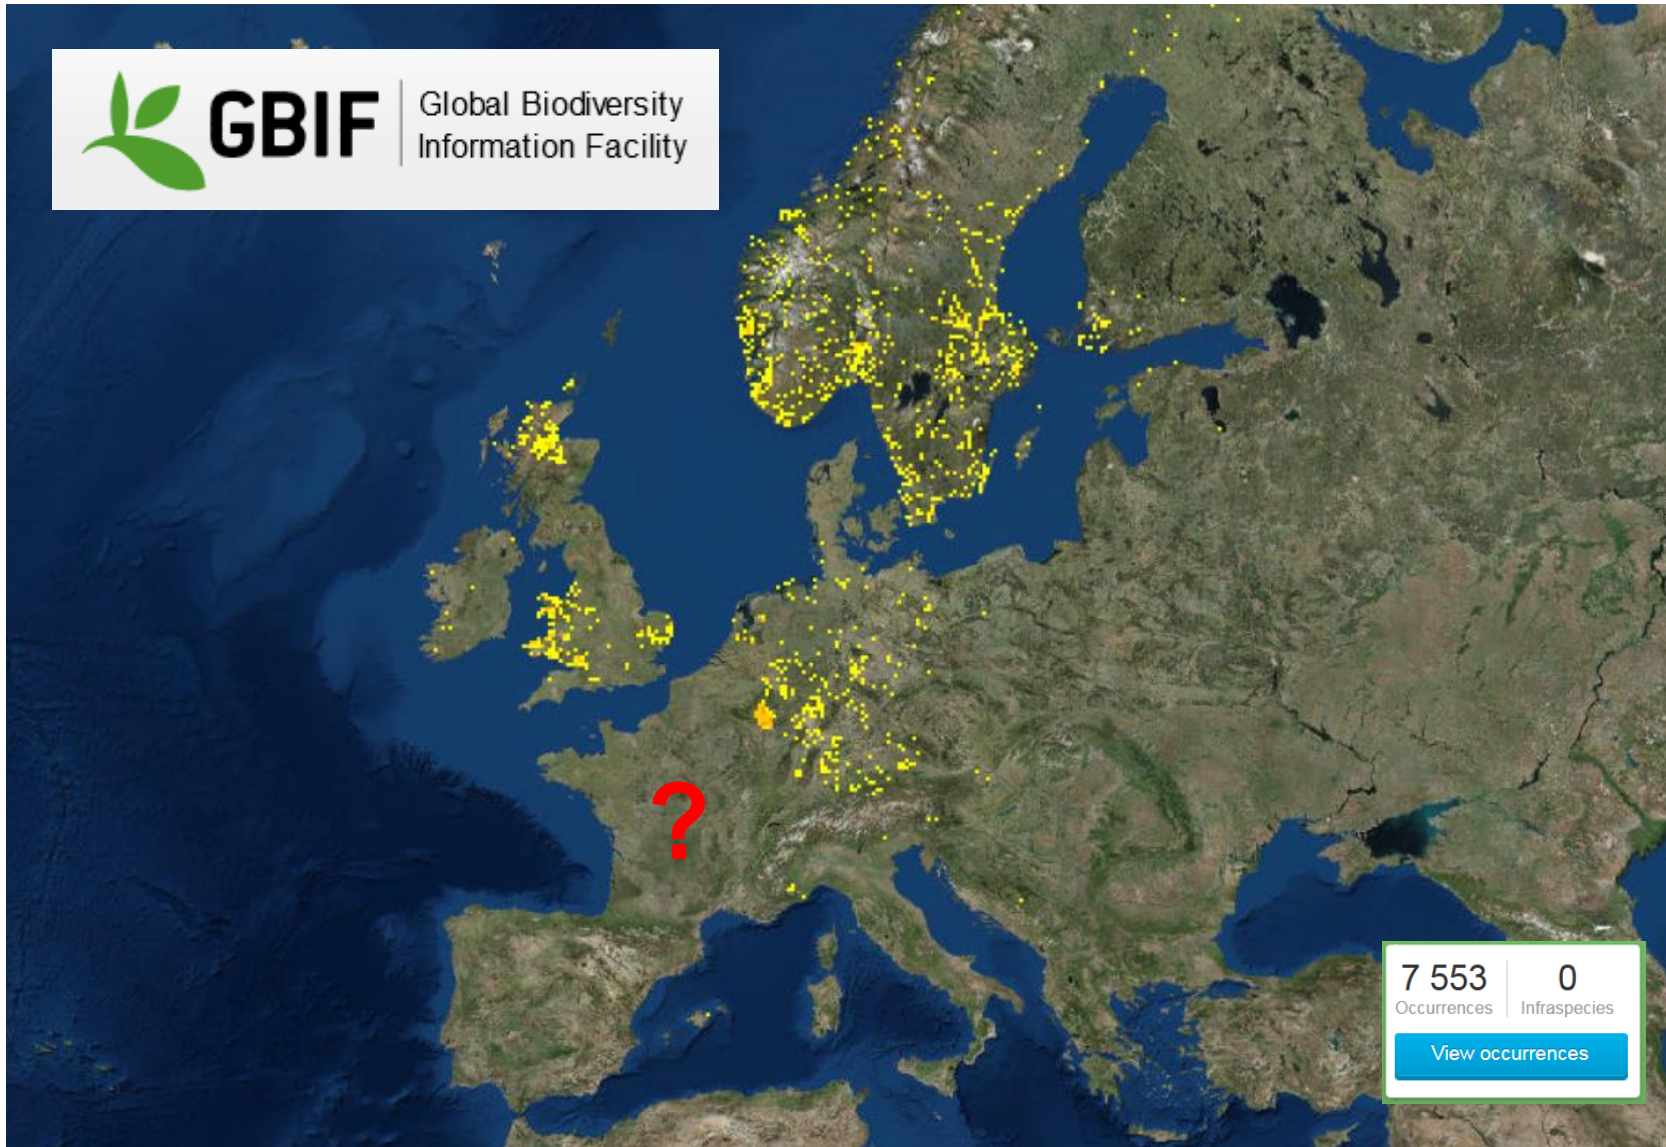 GBIF
Global Biodiversity
Information Facility
?
7 553
Occurrences
0
Infraspecies
View occurrences